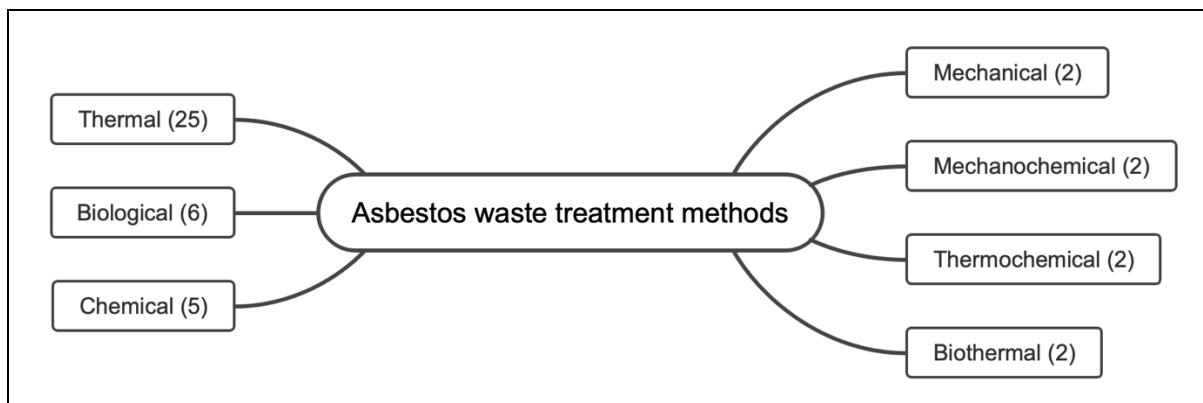 Thermal (25)
Biological (6)
Chemical (5)
Asbestos waste treatment methods
Mechanical (2)
Mechanochemical (2)
Thermochemical (2)
Biothermal (2)